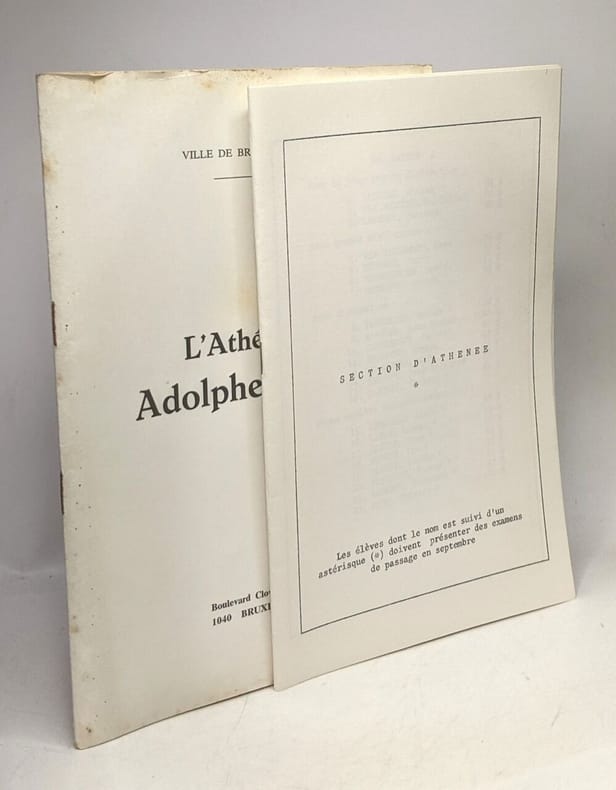 VILLE DE BR
L'Athé
Adolphe
Boulevard Clo
1040 BRUX
SECTION D'ATHENEE
*
Les élèves dont le nom est suivi d'un
astérisque (*) doivent présenter des examens
de passage en septembre